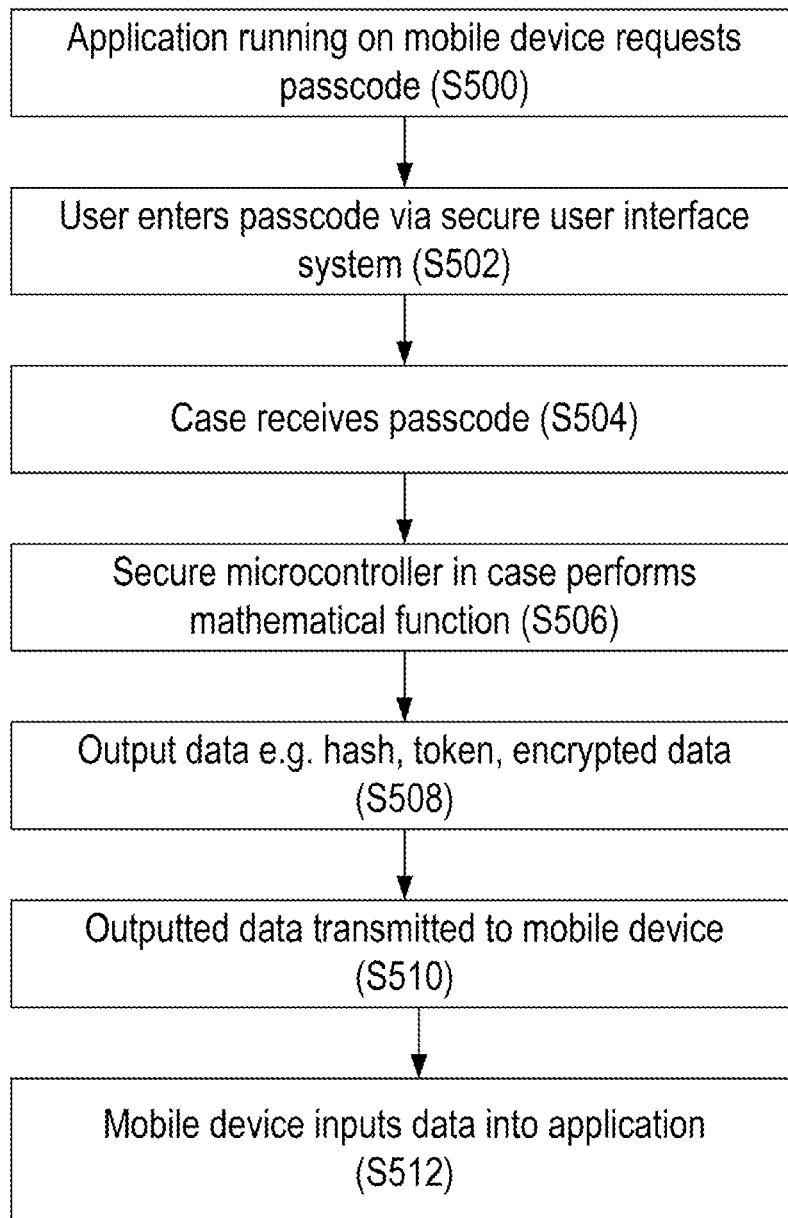 Application running on mobile device requests
passcode (S500)
User enters passcode via secure user interface
system (S502)
Case receives passcode (S504)
Secure microcontroller in case performs
mathematical function (S506)
Output data e.g. hash, token, encrypted data
(S508)
Outputted data transmitted to mobile device
(S510)
Mobile device inputs data into application
(S512)